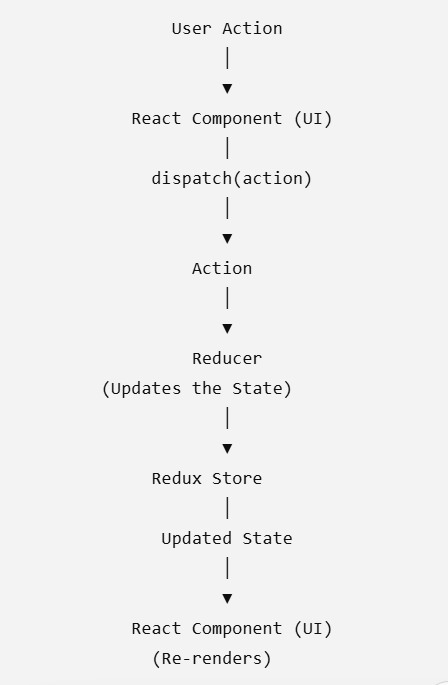 User Action
│
▼
React Component (UI)
│
dispatch(action)
│
▼
Action
│
▼
Reducer
(Updates the State)
│
▼
Redux Store
│
Updated State
│
▼
React Component (UI)
(Re-renders)